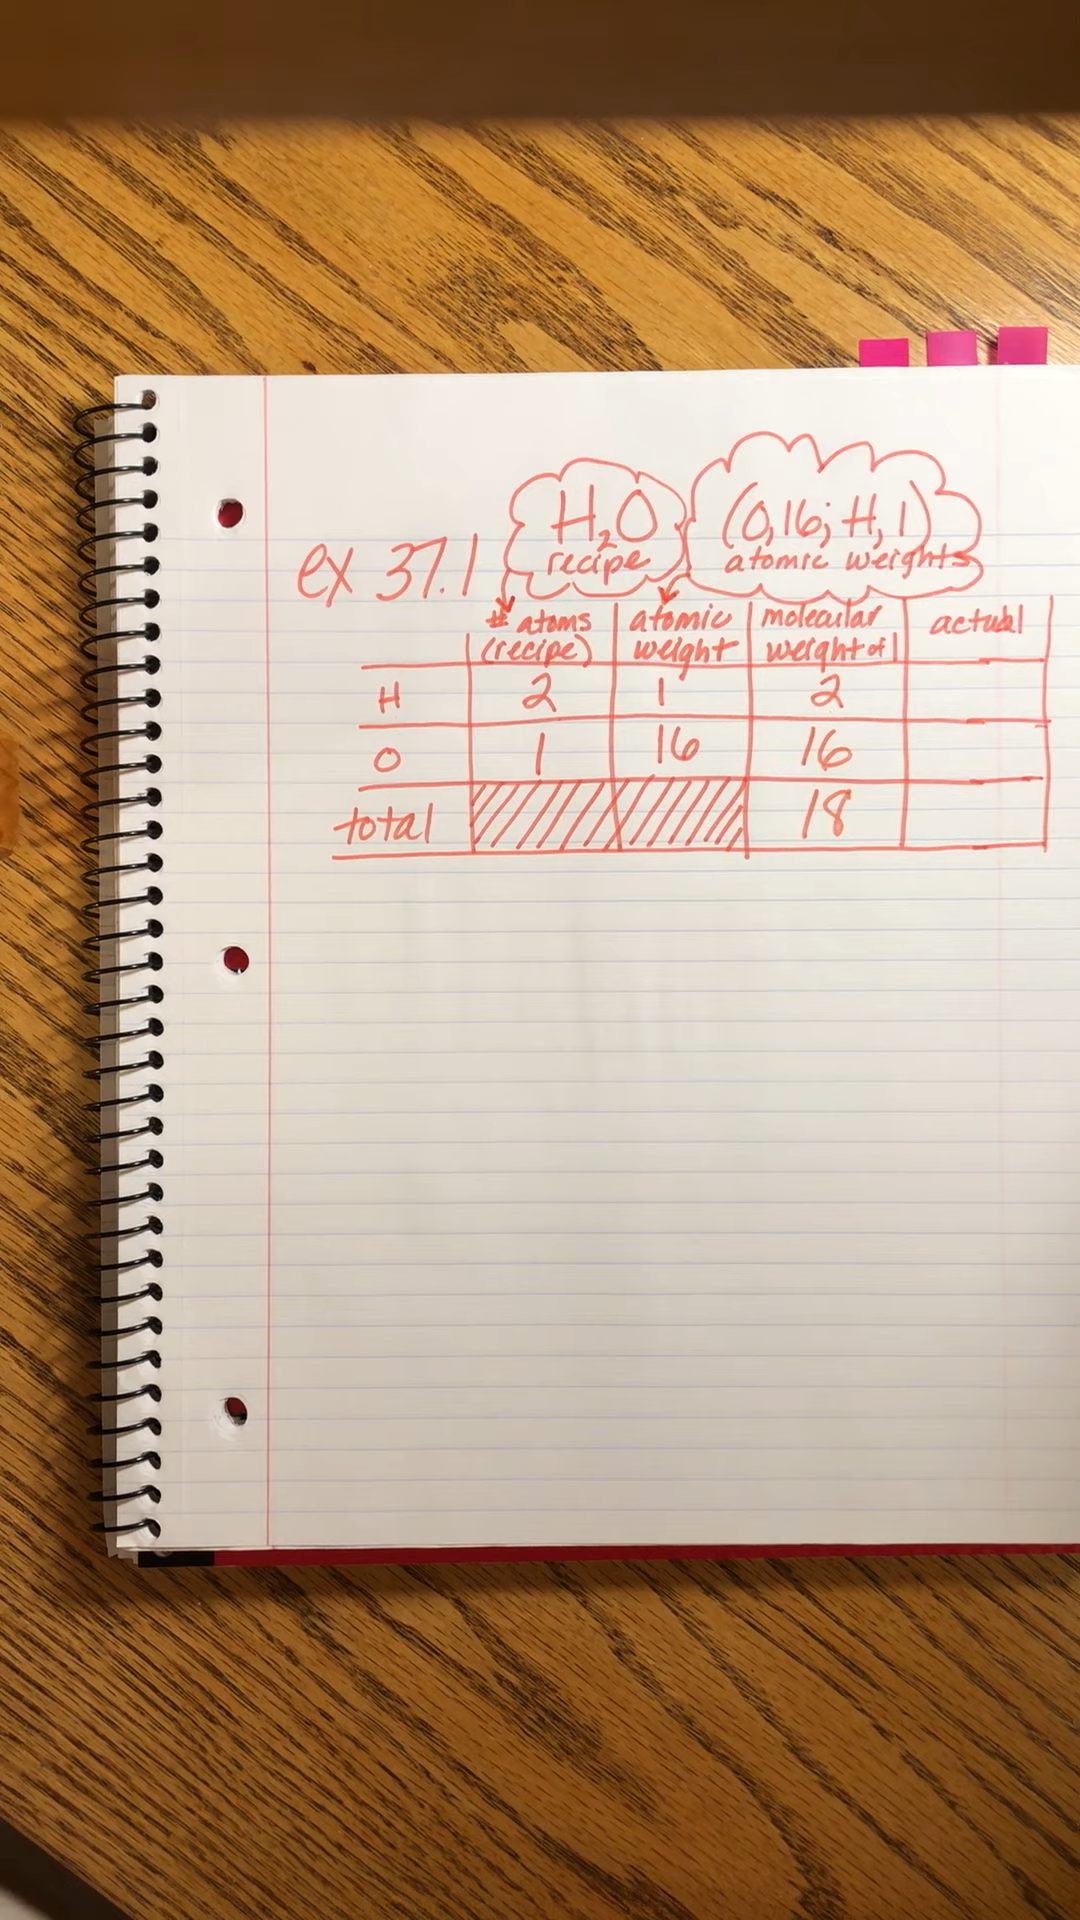 H₂O (O,16; H,1)
recipe atomic weights
ex 37.1
# atoms atomic molecular actual
(recipe) weight weight of 1
H 2 1 2
O 1 16 16
total 18